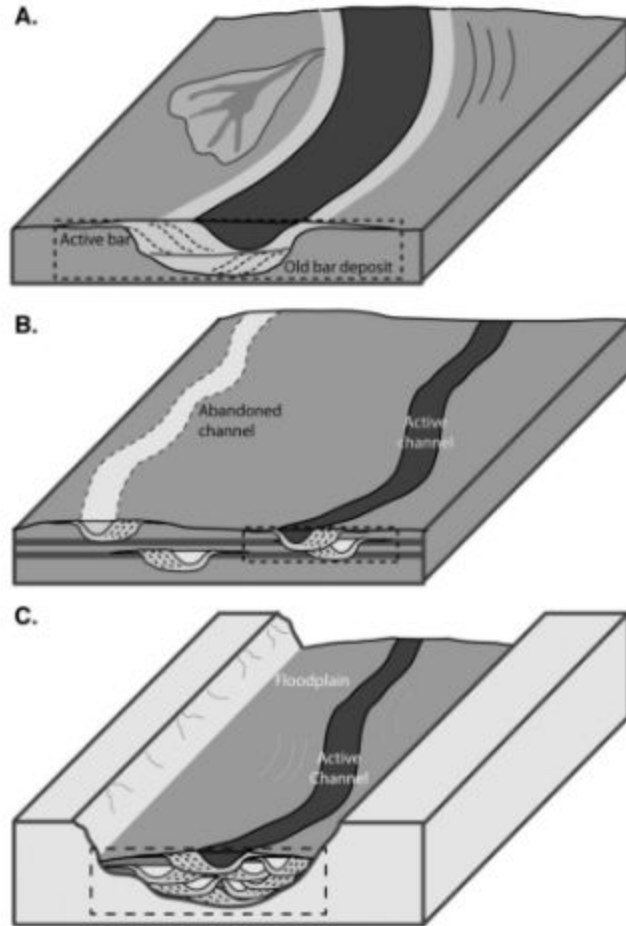 A.
Active bar
Old bar deposit
B.
Abandoned
channel
Active
channel
C.
Floodplain
Active
Channel